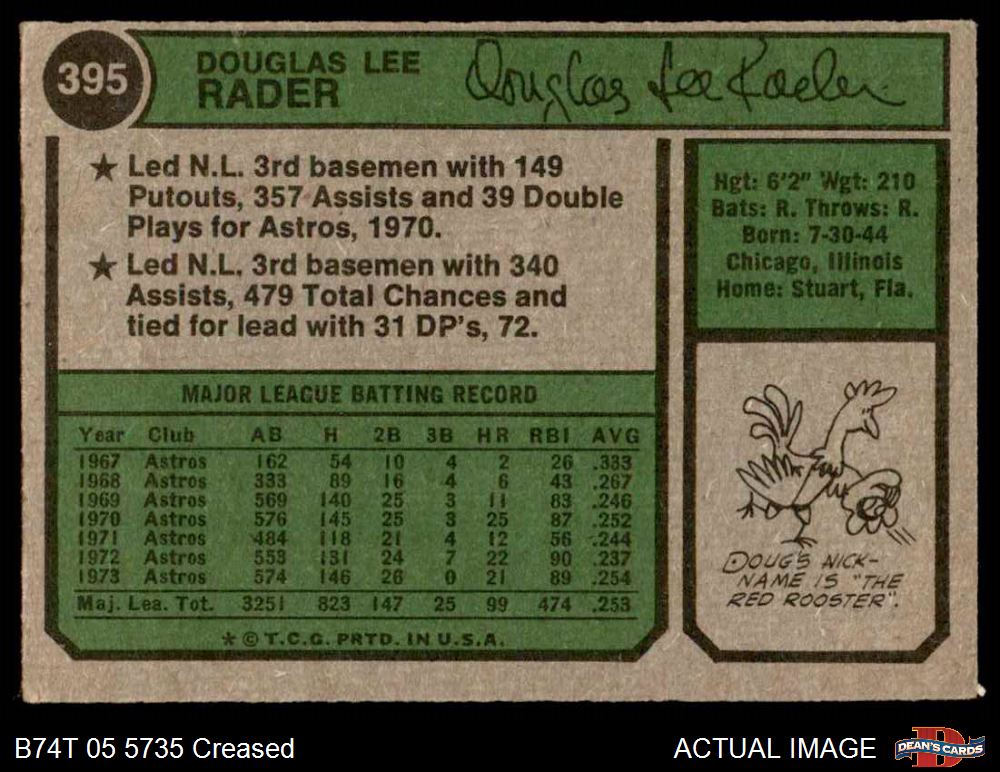 395
DOUGLAS LEE
RADER
Douglas Lee Rader
★ Led N.L. 3rd basemen with 149
Putouts, 357 Assists and 39 Double
Plays for Astros, 1970.
★ Led N.L. 3rd basemen with 340
Assists, 479 Total Chances and
tied for lead with 31 DP's, 72.
Hgt: 6'2" Wgt: 210
Bats: R. Throws: R.
Born: 7-30-44
Chicago, Illinois
Home: Stuart, Fla.
MAJOR LEAGUE BATTING RECORD
Year Club AB H 2B 3B HR RBI AVG
1967 Astros 162 54 10 4 2 26 .333
1968 Astros 333 89 16 4 6 43 .267
1969 Astros 569 140 25 3 11 83 .246
1970 Astros 576 145 25 3 25 87 .252
1971 Astros 484 118 21 4 12 56 .244
1972 Astros 553 131 24 7 22 90 .237
1973 Astros 574 146 26 0 21 89 .254
Maj. Lea. Tot. 3251 823 147 25 99 474 .253
* © T.C.G. PRTD. IN U.S.A.
DOUG'S NICK-
NAME IS "THE
RED ROOSTER".
B74T 05 5735 Creased
ACTUAL IMAGE
DEAN'S CARDS